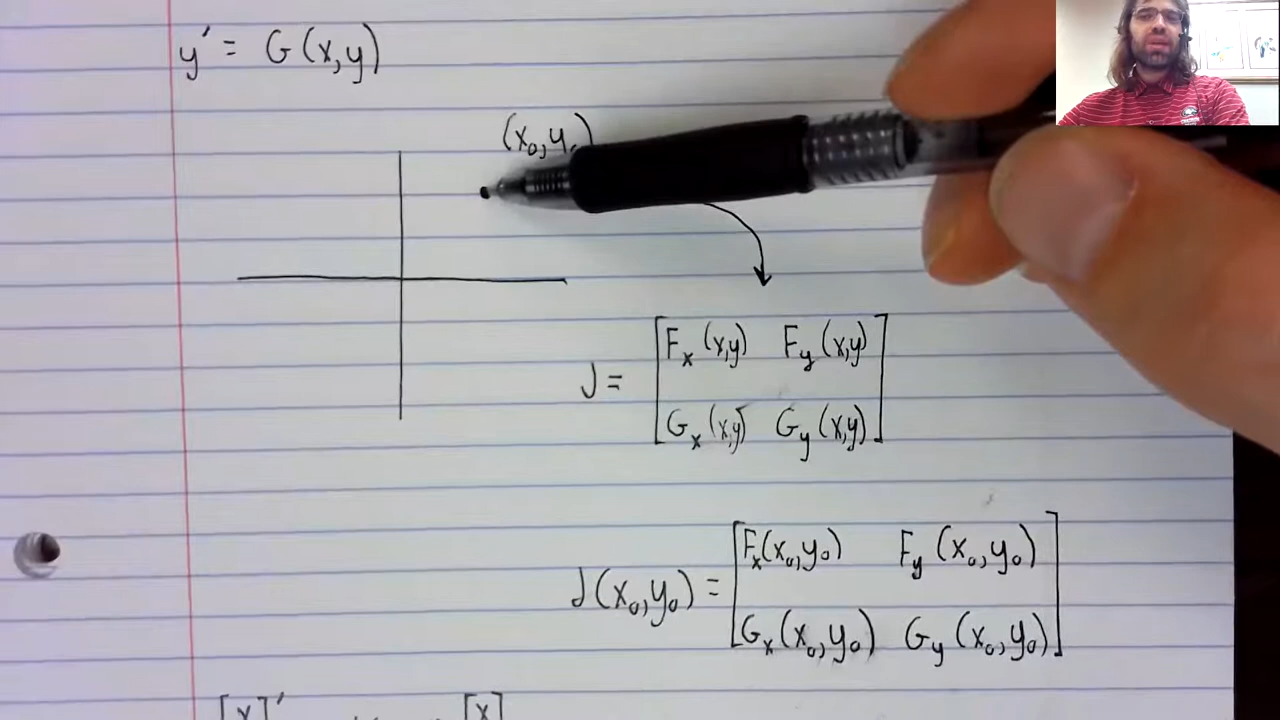 y' = G(x,y)
(x₀,y₀)
J = [Fₓ(x,y) F_y(x,y)
Gₓ(x,y) G_y(x,y)]
J(x₀,y₀) = [Fₓ(x₀,y₀) F_y(x₀,y₀)
Gₓ(x₀,y₀) G_y(x₀,y₀)]